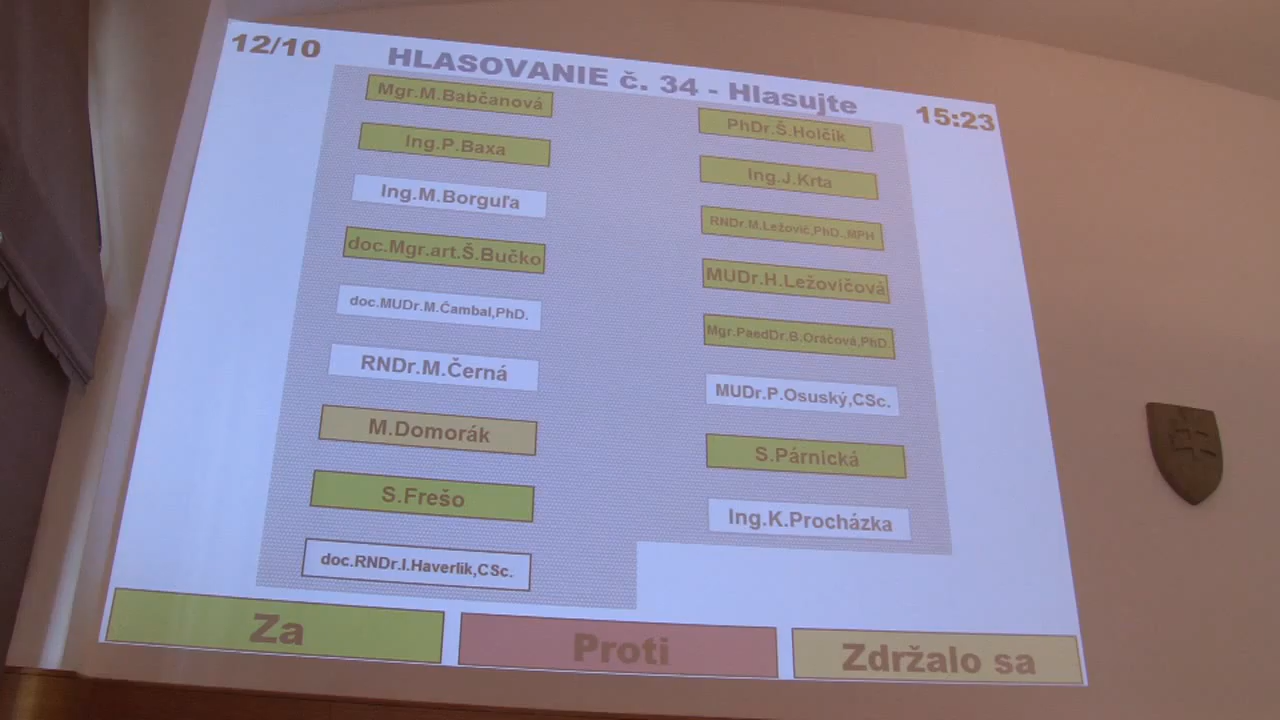 12/10
HLASOVANIE č. 34 - Hlasujte
15:23
Mgr.M.Babčanová
Ing.P.Baxa
Ing.M.Borguľa
doc.Mgr.art.Š.Bučko
doc.MUDr.M.Čambal,PhD.
RNDr.M.Černá
M.Domorák
S.Frešo
doc.RNDr.I.Haverlík,CSc.
PhDr.Š.Holčík
Ing.J.Krta
RNDr.M.Ležovič,PhD.,MPH
MUDr.H.Ležovičová
Mgr.PaedDr.B.Oráčová,PhD.
MUDr.P.Osuský,CSc.
S.Párnická
Ing.K.Procházka
Za
Proti
Zdržalo sa